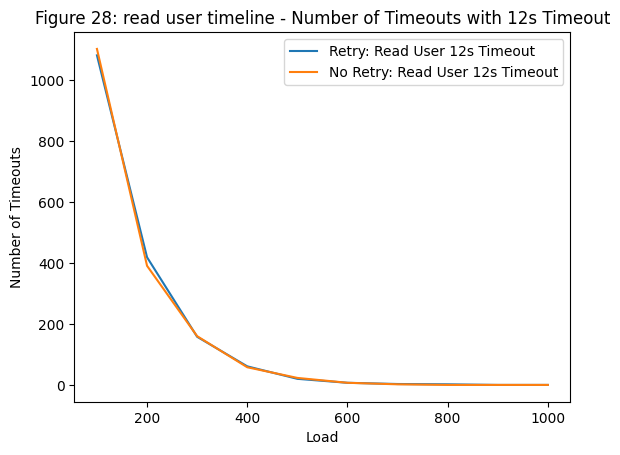 Figure 28: read user timeline - Number of Timeouts with 12s Timeout
Retry: Read User 12s Timeout
No Retry: Read User 12s Timeout
Number of Timeouts
1000
800
600
400
200
0
200
400
600
800
1000
Load